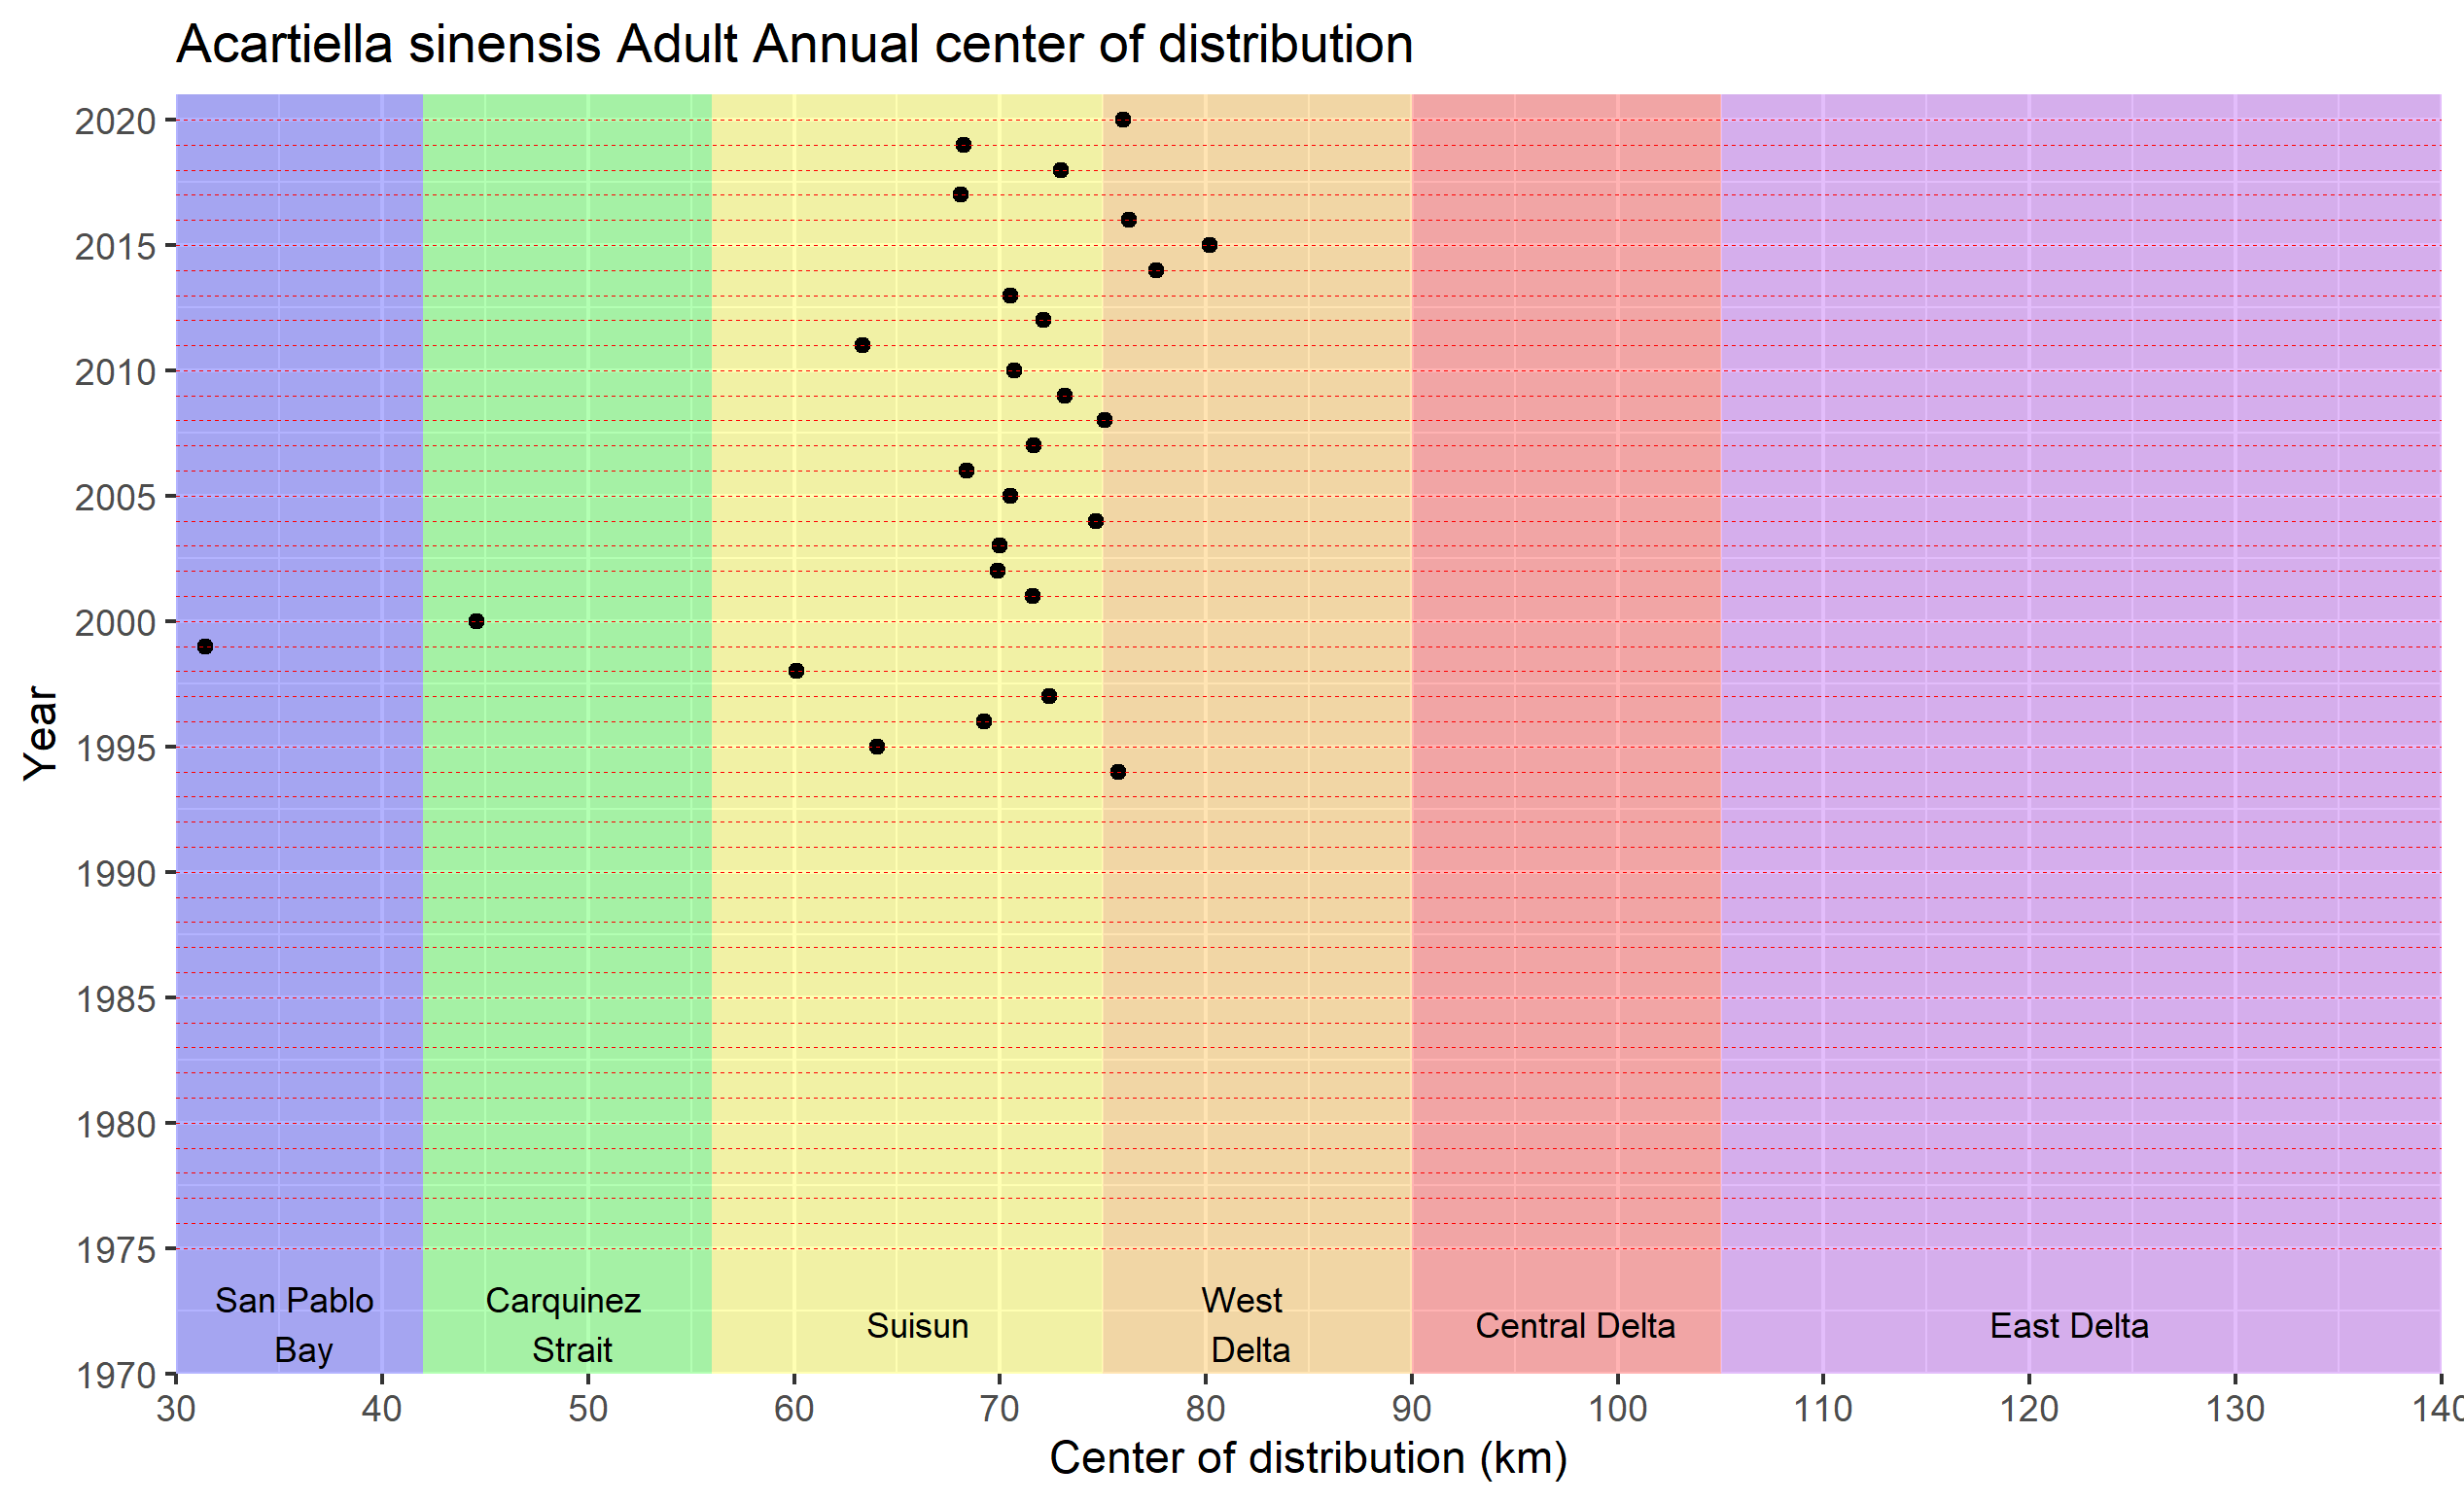 Acartiella sinensis Adult Annual center of distribution
Year
2020
2015
2010
2005
2000
1995
1990
1985
1980
1975
1970
San Pablo
Bay
Carquinez
Strait
Suisun
West
Delta
Central Delta
East Delta
30 40 50 60 70 80 90 100 110 120 130 140
Center of distribution (km)